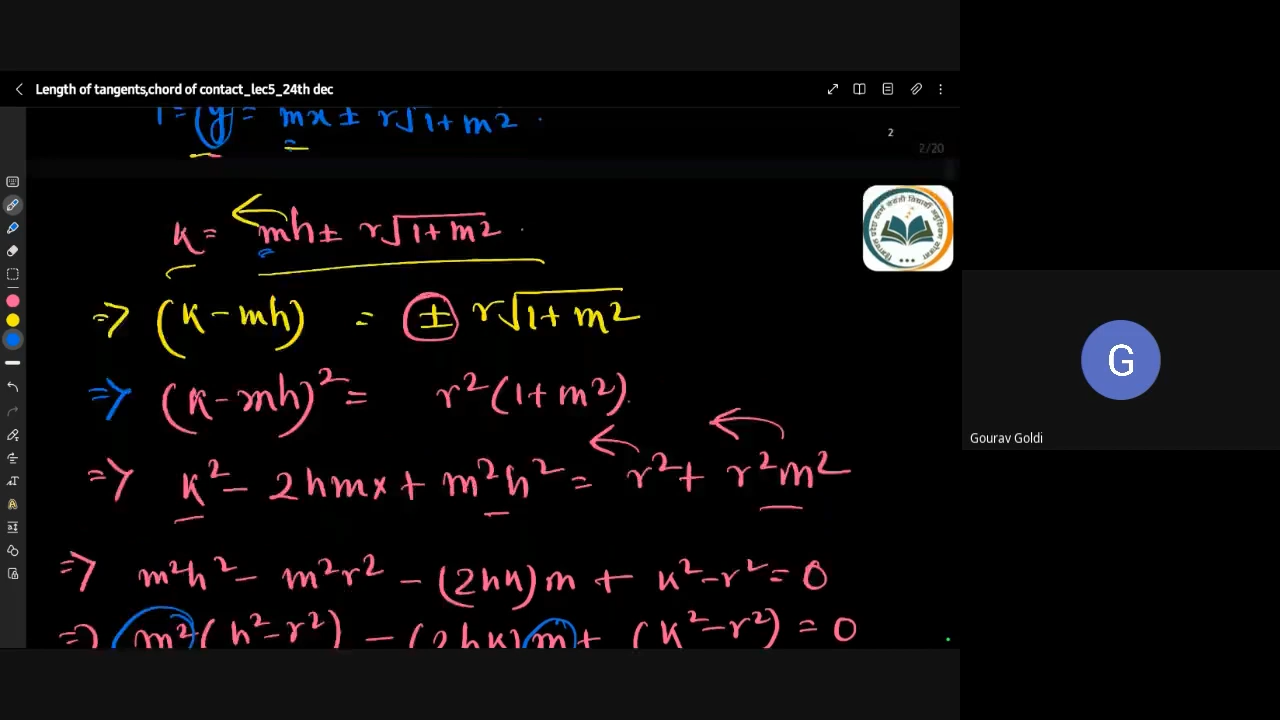 Length of tangents,chord of contact_lec5_24th dec
T = y = mx ± r√1+m²
2
2/20
k = mh ± r√1+m²
⇒ (k - mh) = ± r√1+m²
⇒ (k - mh)² = r²(1+m²)
⇒ k² - 2hmx + m²h² = r² + r²m²
⇒ m²h² - m²r² - (2hk)m + k² - r² = 0
⇒ m²(h² - r²) - (2hk)m + (k² - r²) = 0
G
Gourav Goldi